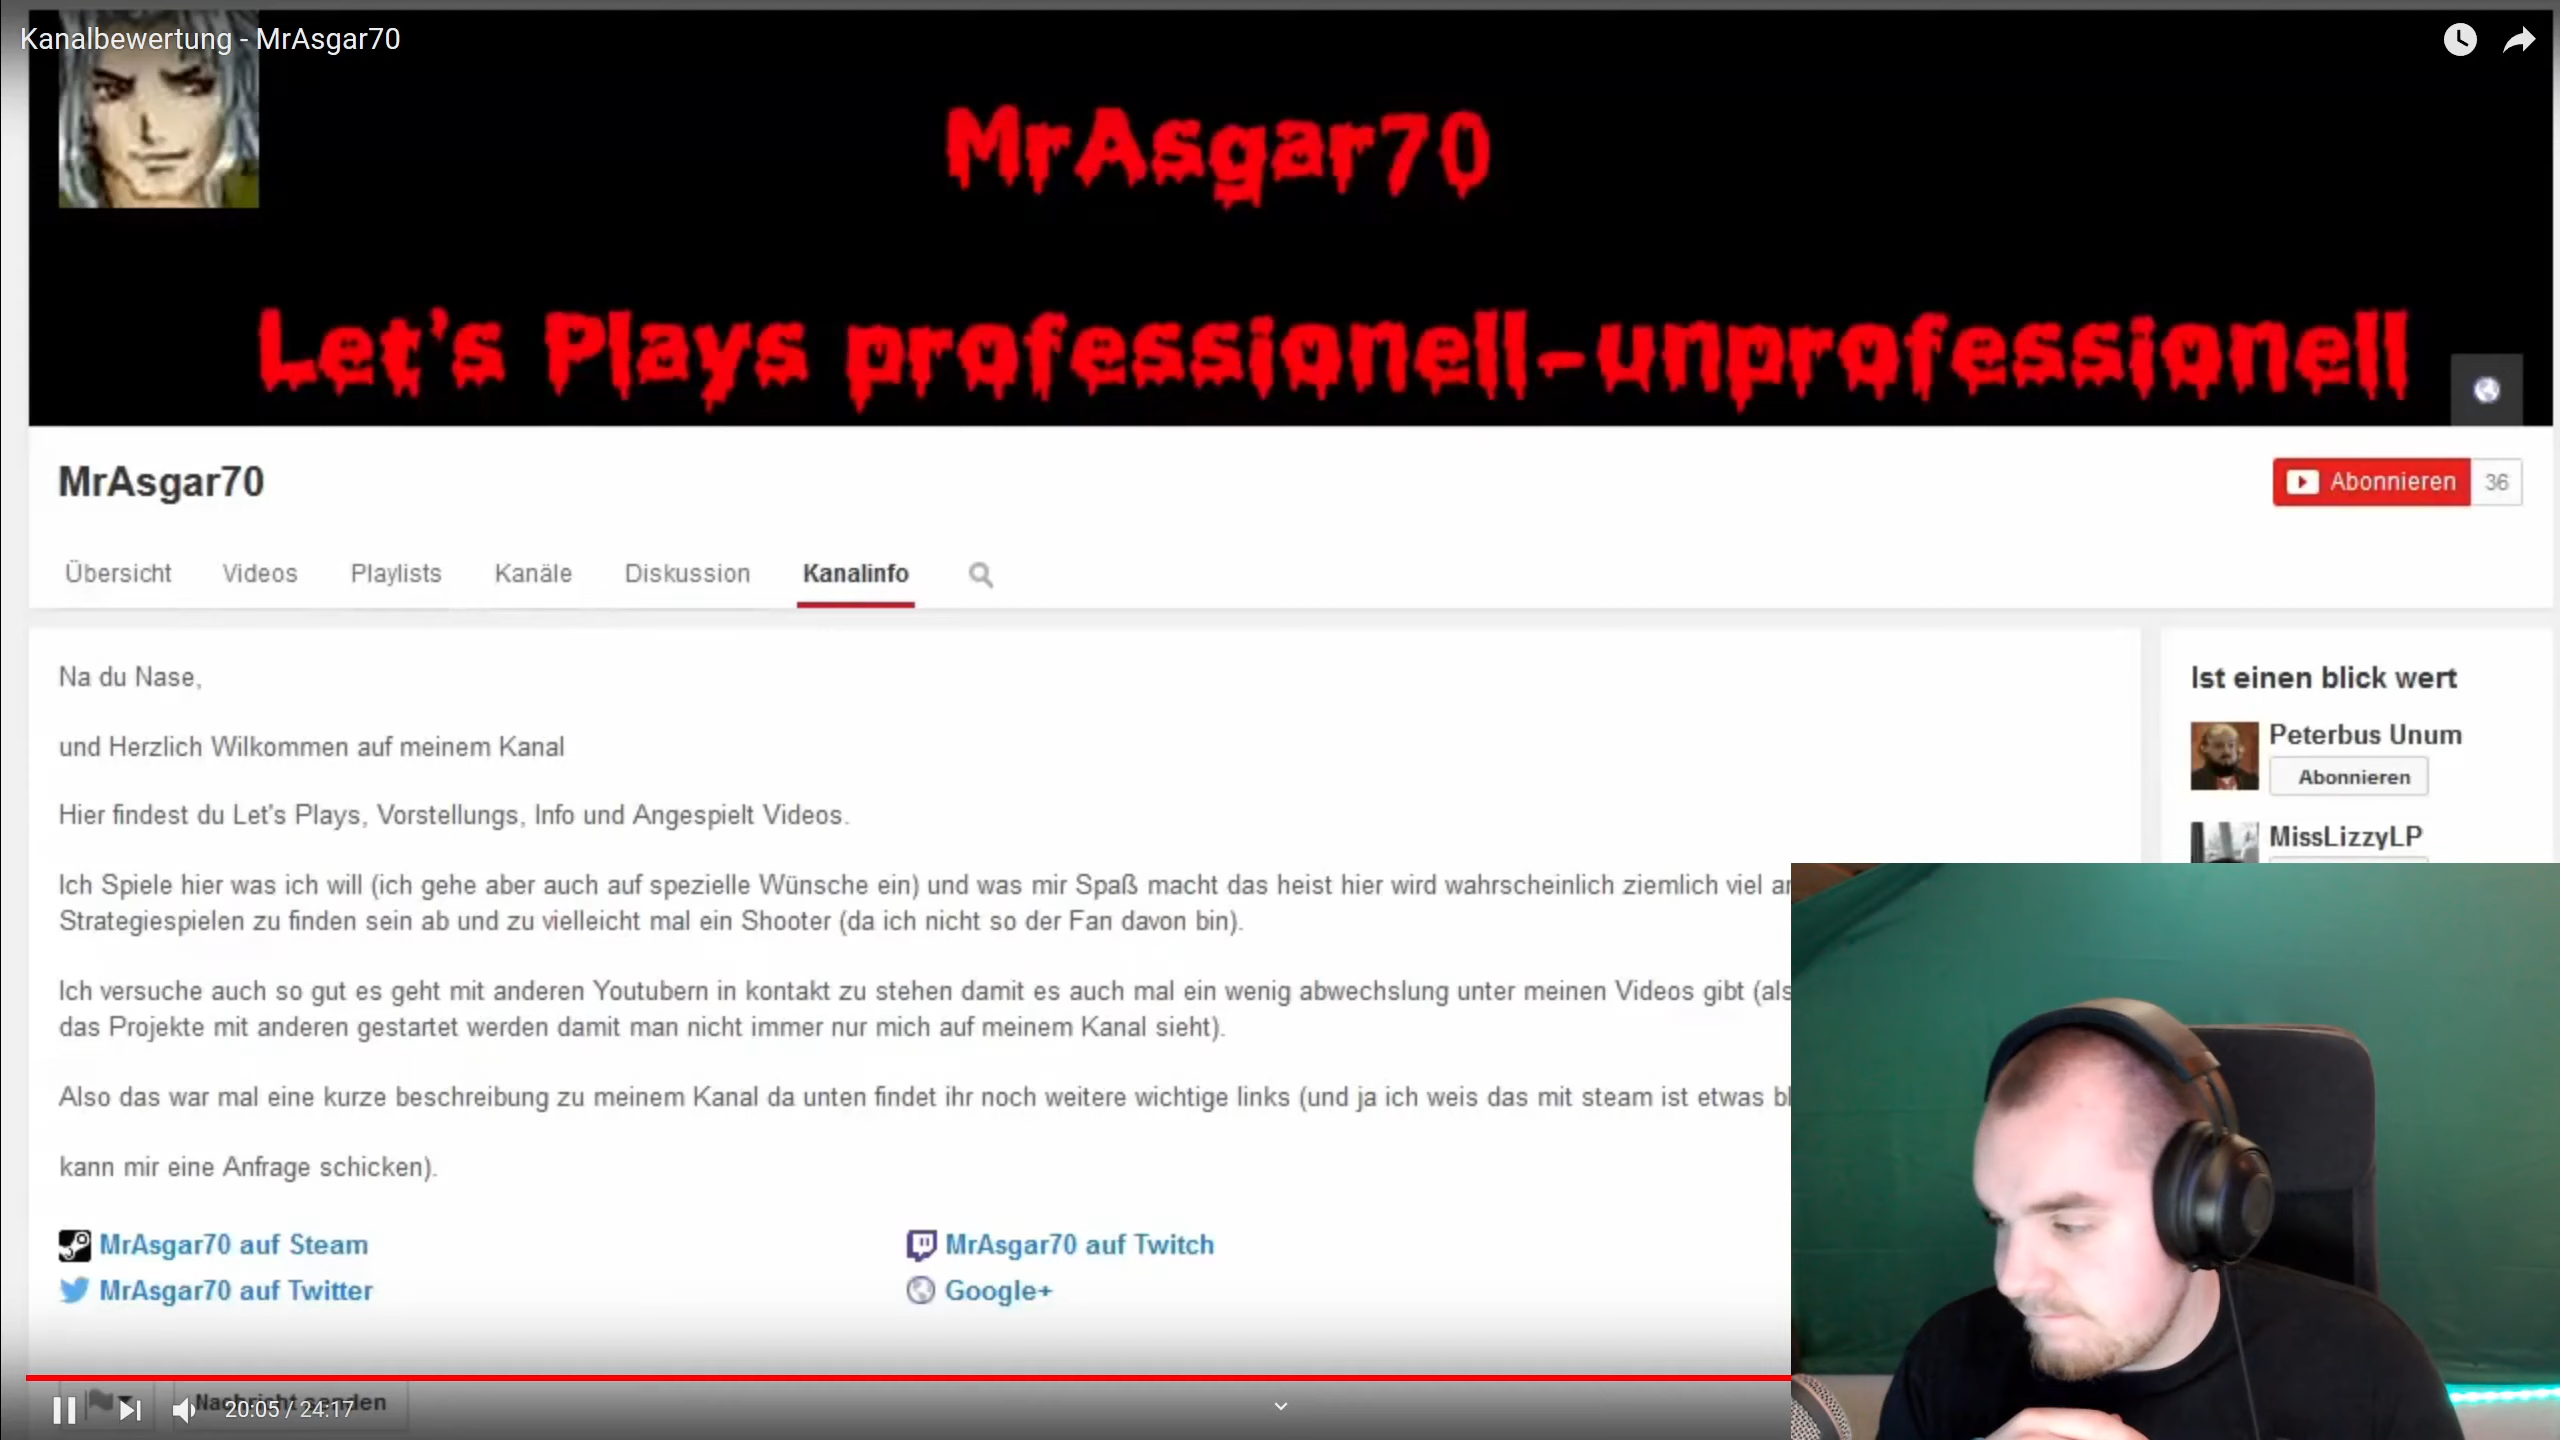 Kanalbewertung - MrAsgar70
MrAsgar70
Let's Plays professionell-unprofessionell
MrAsgar70
Abonnieren 36
Übersicht Videos Playlists Kanäle Diskussion Kanalinfo
Na du Nase,
und Herzlich Wilkommen auf meinem Kanal
Hier findest du Let's Plays, Vorstellungs, Info und Angespielt Videos.
Ich Spiele hier was ich will (ich gehe aber auch auf spezielle Wünsche ein) und was mir Spaß macht das heist hier wird wahrscheinlich ziemlich viel
Strategiespielen zu finden sein ab und zu vielleicht mal ein Shooter (da ich nicht so der Fan davon bin).
Ich versuche auch so gut es geht mit anderen Youtubern in kontakt zu stehen damit es auch mal ein wenig abwechslung unter meinen Videos gibt
das Projekte mit anderen gestartet werden damit man nicht immer nur mich auf meinem Kanal sieht).
Also das war mal eine kurze beschreibung zu meinem Kanal da unten findet ihr noch weitere wichtige links (und ja ich weis das mit steam ist etwas
kann mir eine Anfrage schicken).
MrAsgar70 auf Steam
MrAsgar70 auf Twitch
MrAsgar70 auf Twitter
Google+
Ist einen blick wert
Peterbus Unum
Abonnieren
MissLizzyLP
Nachricht senden
20:05 / 24:17